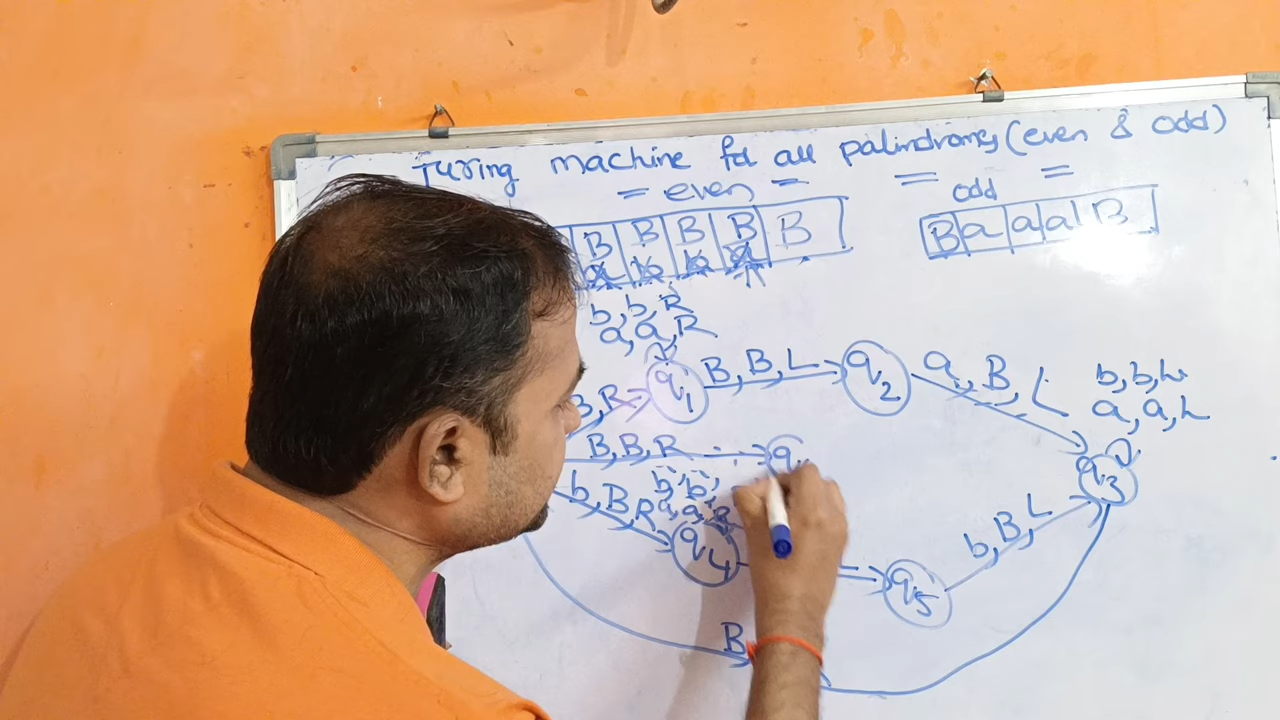 Turing machine for all palindromes (even & odd)
even
odd
B B B B B
a b b a
B a a a B
b, b, R
a, a, R
B, R
q1
B, B, L
q2
a, B, L
b, b, L
a, a, L
q3
B, B, R
q
b, B, R
b, b,
a, a, R
q4
q5
b, B, L
B,